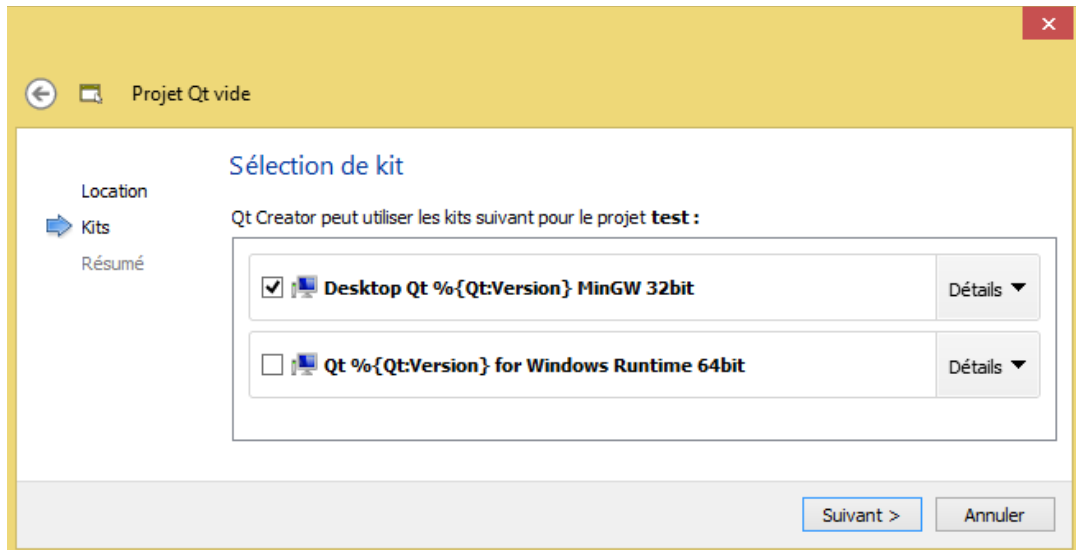 Projet Qt vide
Sélection de kit
Location
Kits
Résumé
Qt Creator peut utiliser les kits suivant pour le projet test :
Desktop Qt %{Qt:Version} MinGW 32bit
Détails
Qt %{Qt:Version} for Windows Runtime 64bit
Détails
Suivant >
Annuler